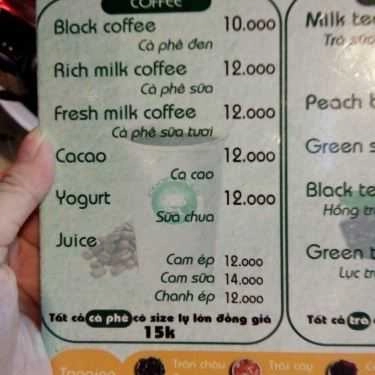 COFFEE
Black coffee 10.000
Cà phê đen
Rich milk coffee 12.000
Cà phê sữa
Fresh milk coffee 12.000
Cà phê sữa tươi
Cacao 12.000
Ca cao
Yogurt 12.000
Sữa chua
Juice
Cam ép 12.000
Cam sữa 14.000
Chanh ép 12.000
Tất cả cà phê có size ly lớn đồng giá
15k
Milk
Trà
Peach
Green
Black
Hồng
Green
Lục
Tất cả trà
Topping
Trân châu
Trái cây